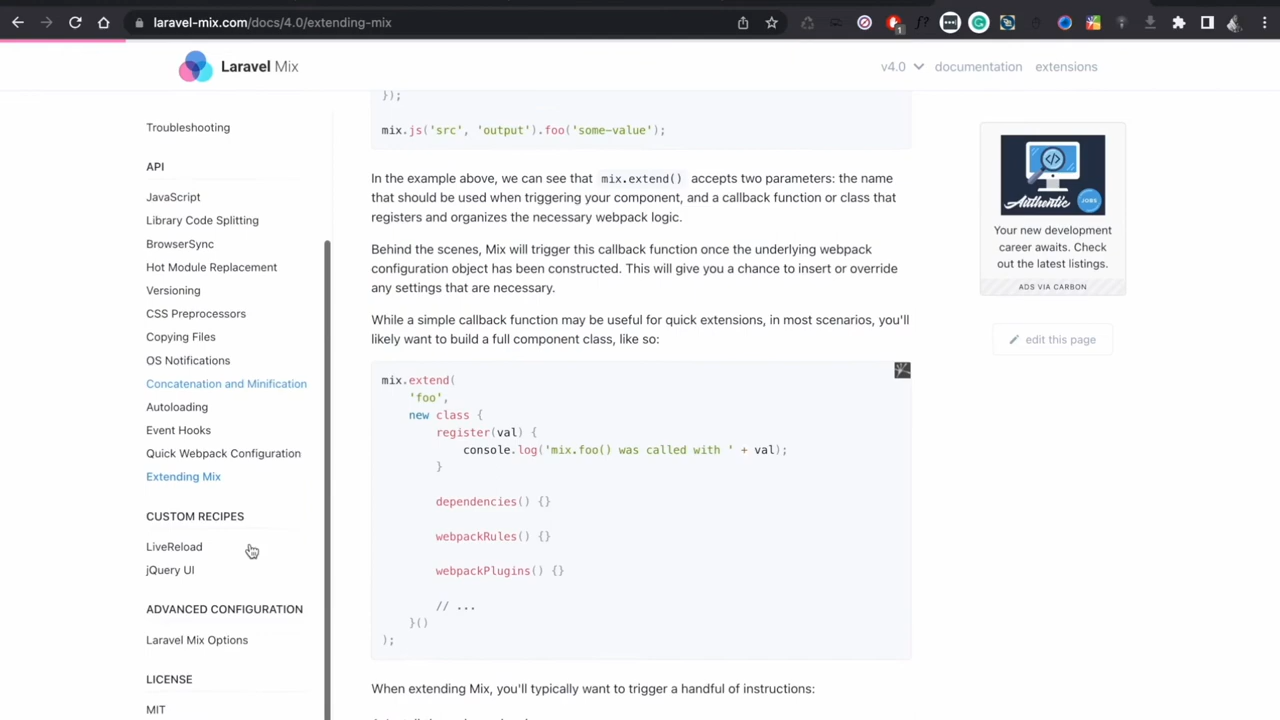 laravel-mix.com/docs/4.0/extending-mix
1
Laravel Mix
v4.0
documentation
extensions
Troubleshooting
API
JavaScript
Library Code Splitting
BrowserSync
Hot Module Replacement
Versioning
CSS Preprocessors
Copying Files
OS Notifications
Concatenation and Minification
Autoloading
Event Hooks
Quick Webpack Configuration
Extending Mix
CUSTOM RECIPES
LiveReload
jQuery UI
ADVANCED CONFIGURATION
Laravel Mix Options
LICENSE
MIT
});
mix.js('src', 'output').foo('some-value');
In the example above, we can see that mix.extend() accepts two parameters: the name
that should be used when triggering your component, and a callback function or class that
registers and organizes the necessary webpack logic.
Behind the scenes, Mix will trigger this callback function once the underlying webpack
configuration object has been constructed. This will give you a chance to insert or override
any settings that are necessary.
While a simple callback function may be useful for quick extensions, in most scenarios, you'll
likely want to build a full component class, like so:
mix.extend(
'foo',
new class {
register(val) {
console.log('mix.foo() was called with ' + val);
}
dependencies() {}
webpackRules() {}
webpackPlugins() {}
// ...
}()
);
When extending Mix, you'll typically want to trigger a handful of instructions:
Authentic
JOBS
Your new development
career awaits. Check
out the latest listings.
ADS VIA CARBON
edit this page